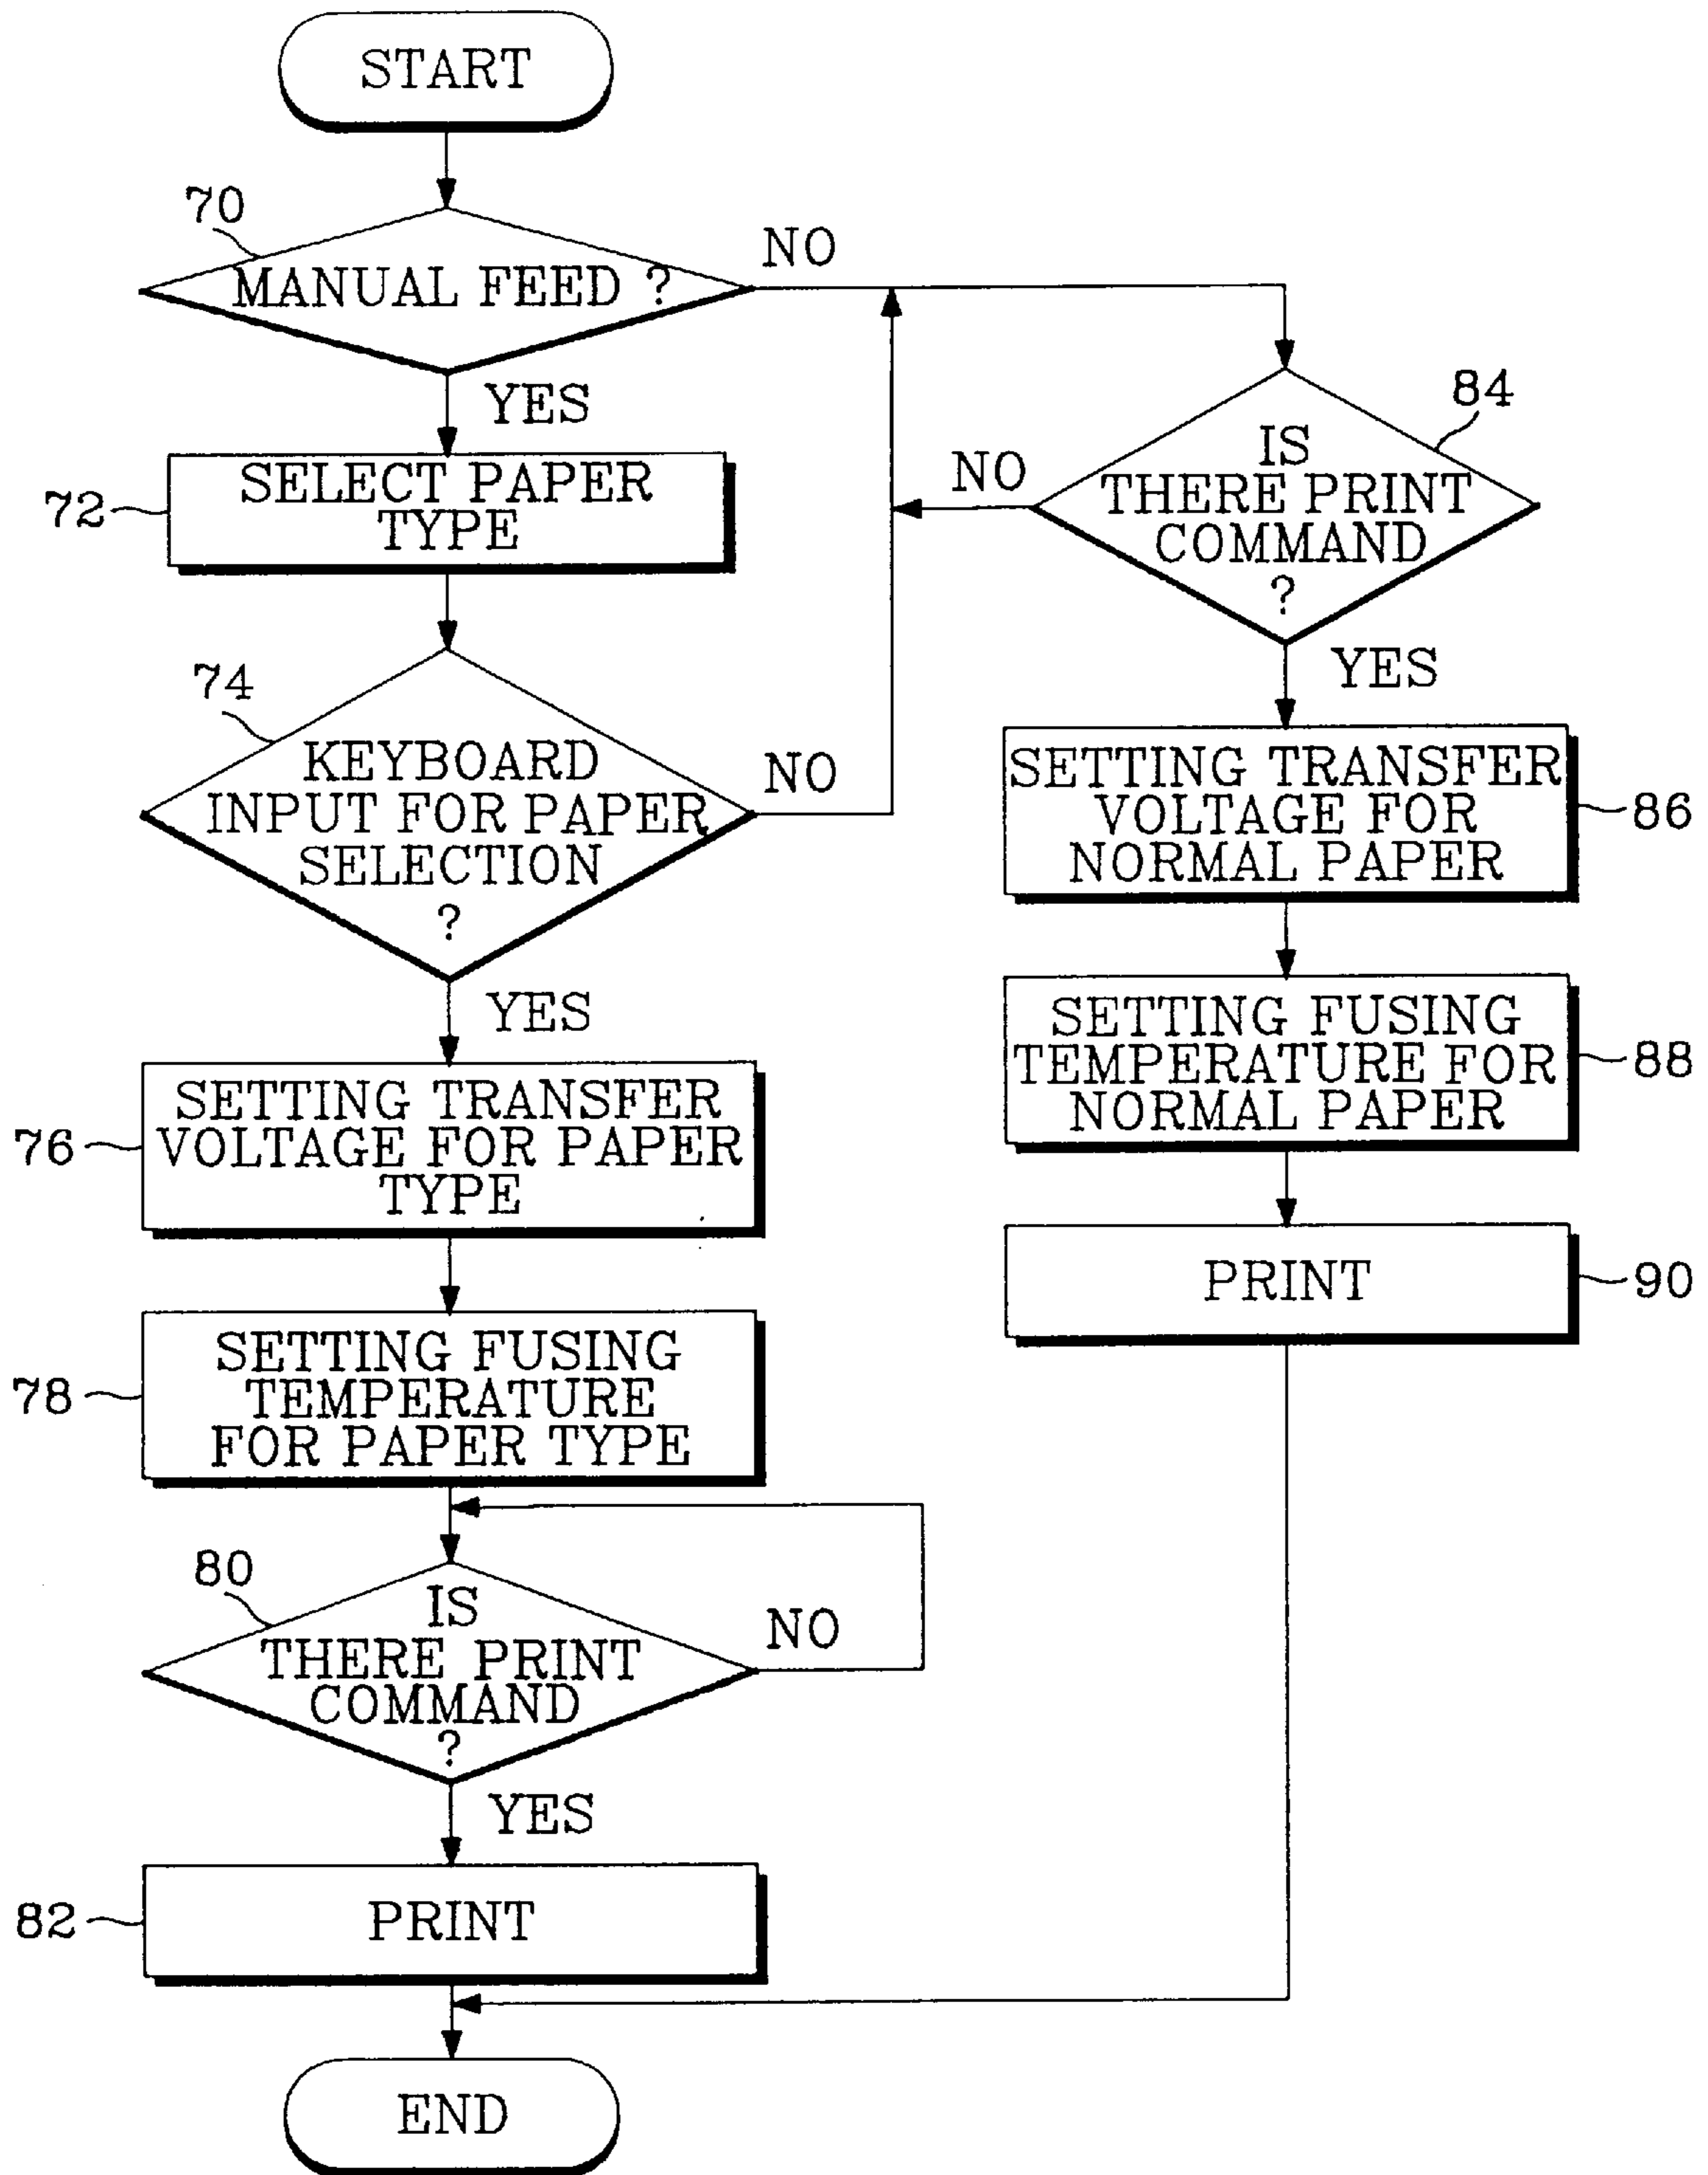 START
70
MANUAL FEED ?
NO
YES
72
SELECT PAPER
TYPE
74
KEYBOARD
INPUT FOR PAPER
SELECTION
?
NO
YES
76
SETTING TRANSFER
VOLTAGE FOR PAPER
TYPE
78
SETTING FUSING
TEMPERATURE
FOR PAPER TYPE
80
IS
THERE PRINT
COMMAND
?
NO
YES
82
PRINT
84
IS
THERE PRINT
COMMAND
?
NO
YES
SETTING TRANSFER
VOLTAGE FOR
NORMAL PAPER
86
SETTING FUSING
TEMPERATURE FOR
NORMAL PAPER
88
PRINT
90
END